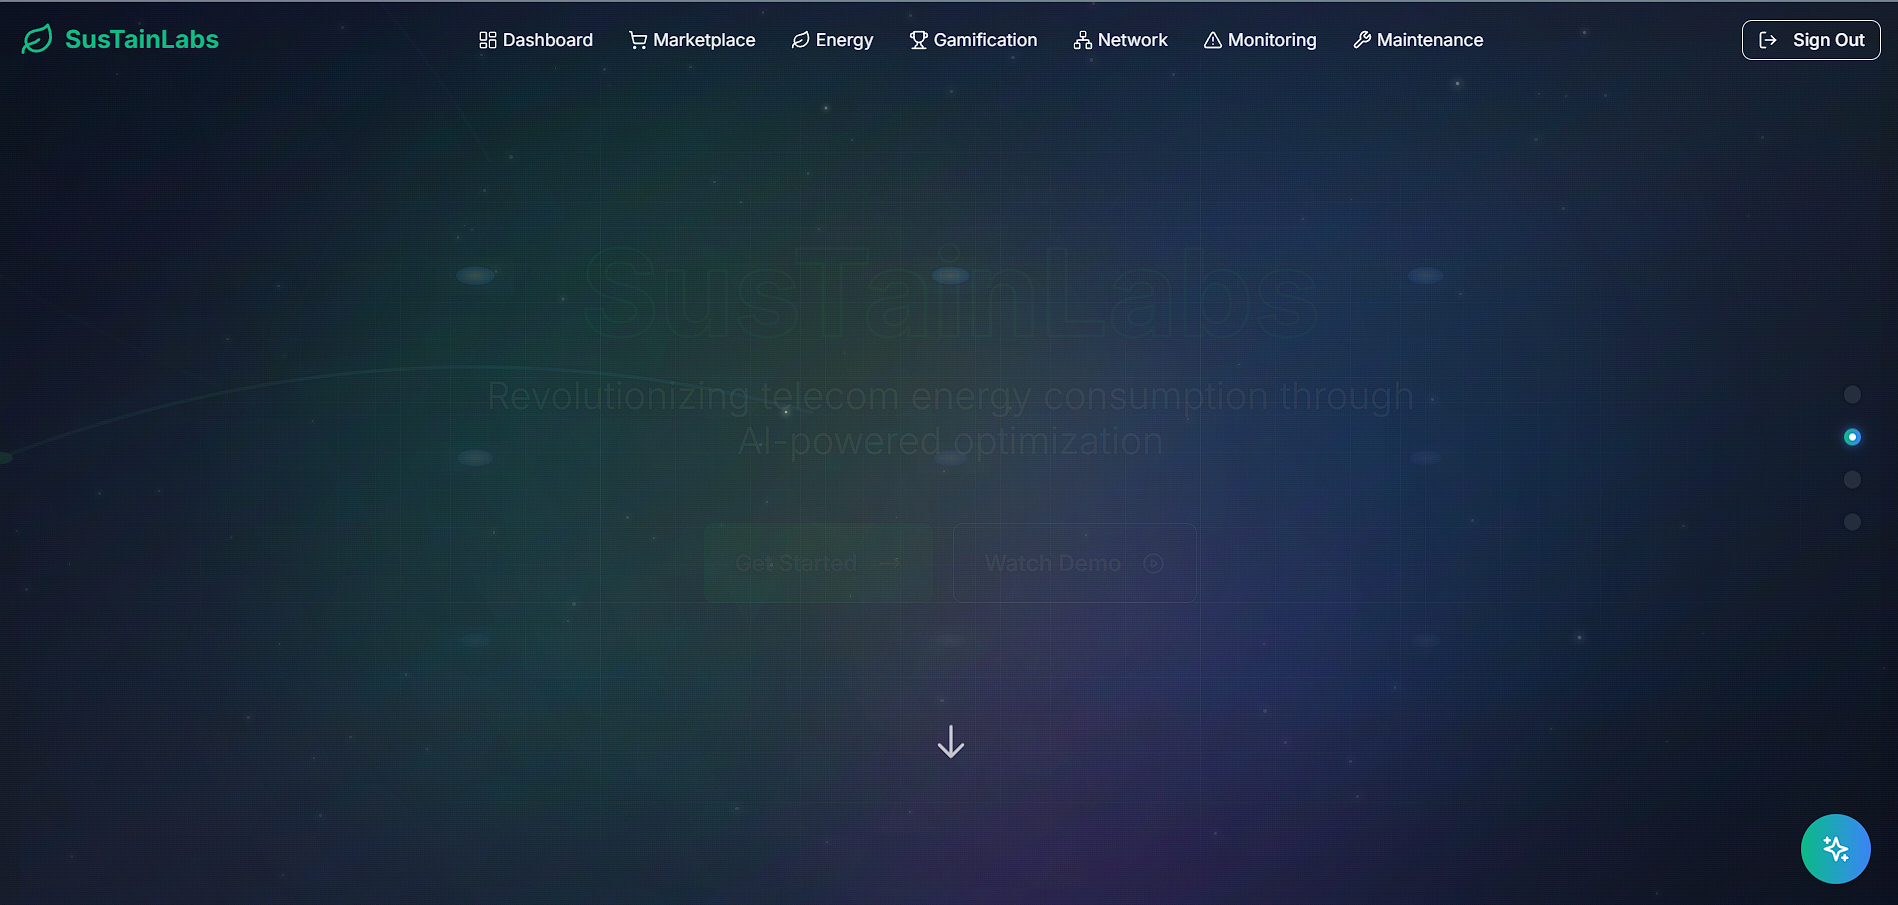 SusTainLabs
Dashboard
Marketplace
Energy
Gamification
Network
Monitoring
Maintenance
Sign Out
SusTainLabs
Revolutionizing telecom energy consumption through
AI-powered optimization
Get Started
Watch Demo